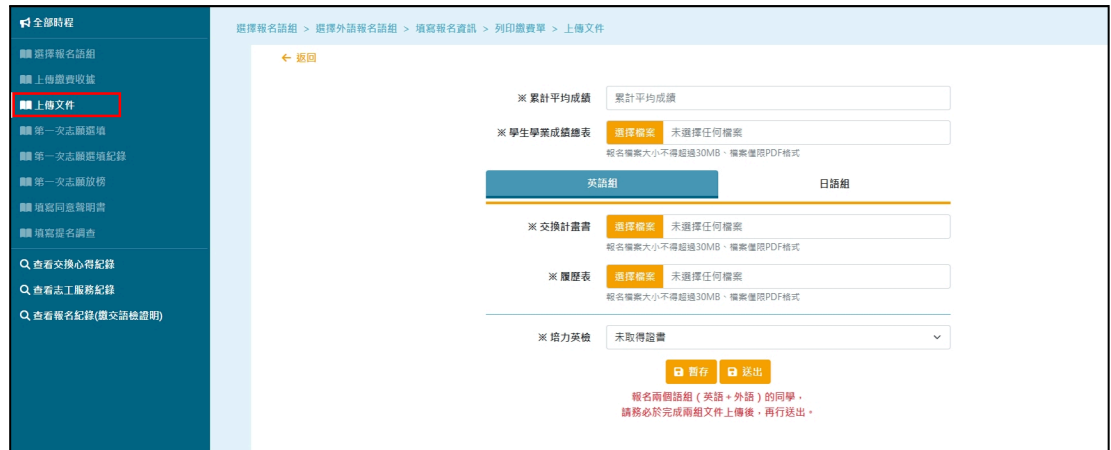 全部時程
選擇報名語組
上傳繳費收據
上傳文件
第一次志願選填
第一次志願選填紀錄
第一次志願放榜
填寫同意聲明書
填寫提名調查
查看交換心得紀錄
查看志工服務紀錄
查看報名紀錄(繳交語檢證明)
選擇報名語組 > 選擇外語報名語組 > 填寫報名資訊 > 列印繳費單 > 上傳文件
← 返回
※ 累計平均成績 累計平均成績
※ 學生學業成績總表 選擇檔案 未選擇任何檔案
報名檔案大小不得超過30MB、檔案僅限PDF格式
英語組 日語組
※ 交換計畫書 選擇檔案 未選擇任何檔案
報名檔案大小不得超過30MB、檔案僅限PDF格式
※ 履歷表 選擇檔案 未選擇任何檔案
報名檔案大小不得超過30MB、檔案僅限PDF格式
※ 培力英檢 未取得證書
暫存 送出
報名兩個語組(英語+外語)的同學,
請務必於完成兩組文件上傳後,再行送出。